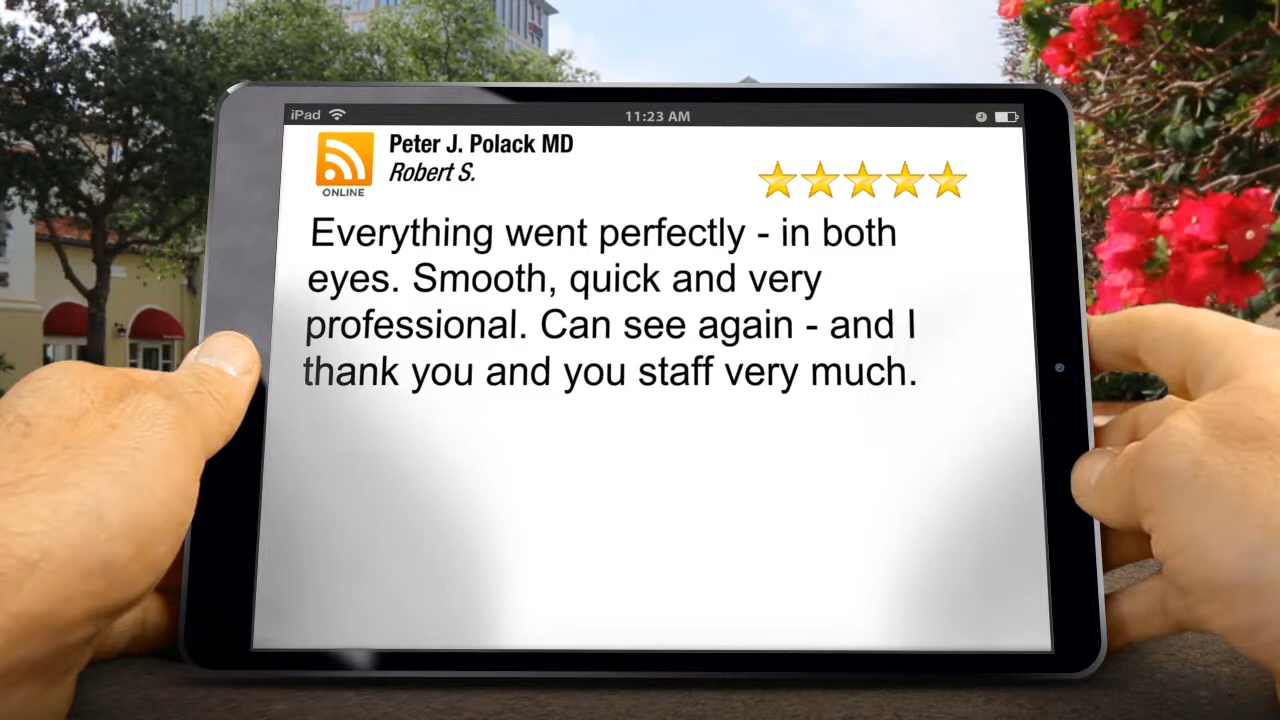 iPad 11:23 AM
ONLINE
Peter J. Polack MD
Robert S.
Everything went perfectly - in both
eyes. Smooth, quick and very
professional. Can see again - and I
thank you and you staff very much.